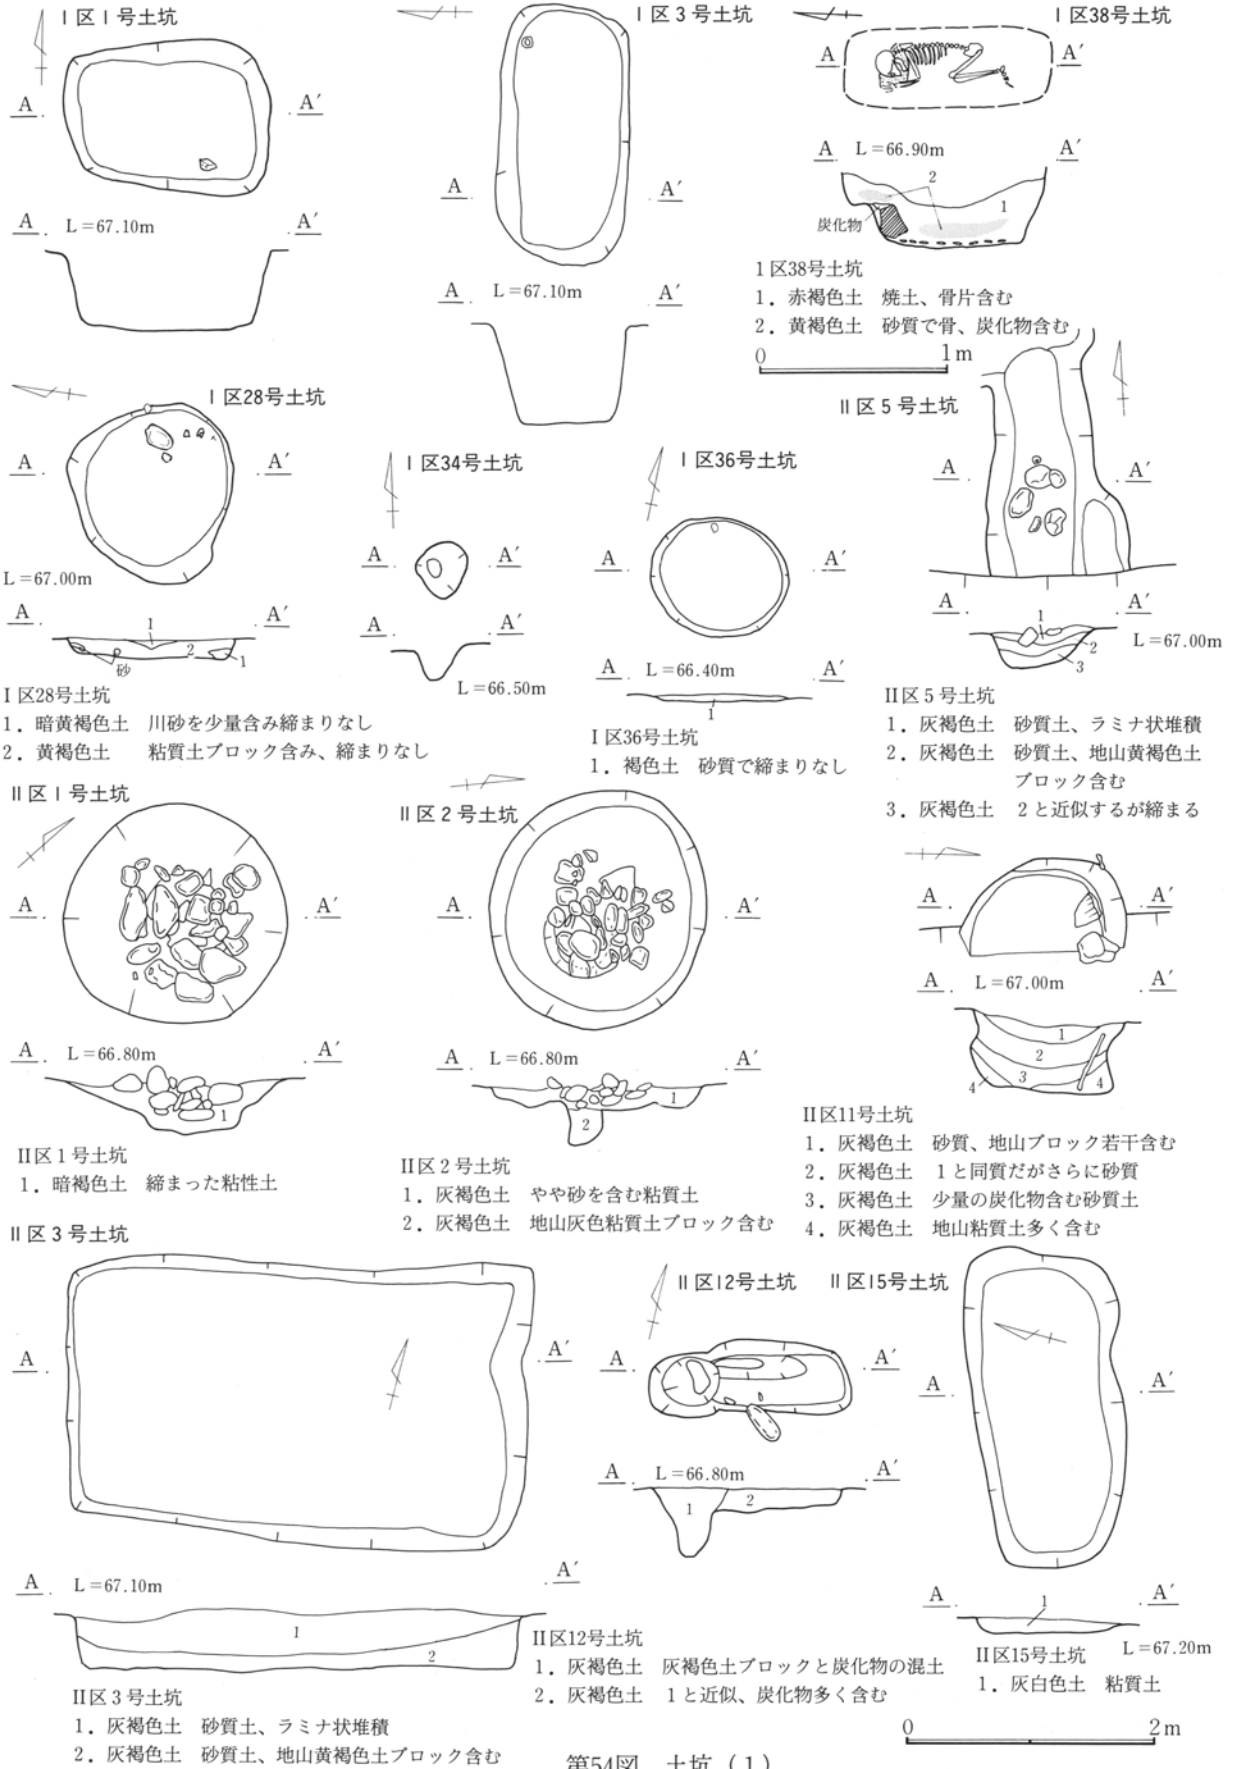 I区1号土坑
A
A′
A
L=67.10m
A′
I区3号土坑
A
A′
A
L=67.10m
A′
I区38号土坑
A
A′
A
L=66.90m
A′
2
1
炭化物
I区38号土坑
1．赤褐色土　焼土、骨片含む
2．黄褐色土　砂質で骨、炭化物含む
0
1m
I区28号土坑
A
A′
L=67.00m
A
A′
1
2
1
砂
I区28号土坑
1．暗黄褐色土　川砂を少量含み締まりなし
2．黄褐色土　粘質土ブロック含み、締まりなし
I区34号土坑
A
A′
A
A′
L=66.50m
I区36号土坑
A
A′
A
L=66.40m
A′
1
I区36号土坑
1．褐色土　砂質で締まりなし
II区5号土坑
A
A′
A
A′
1
2
3
L=67.00m
II区5号土坑
1．灰褐色土　砂質土、ラミナ状堆積
2．灰褐色土　砂質土、地山黄褐色土
ブロック含む
3．灰褐色土　2と近似するが締まる
II区1号土坑
A
A′
A
L=66.80m
A′
1
II区1号土坑
1．暗褐色土　締まった粘性土
II区2号土坑
A
A′
A
L=66.80m
A′
1
2
II区2号土坑
1．灰褐色土　やや砂を含む粘質土
2．灰褐色土　地山灰色粘質土ブロック含む
A
A′
A
L=67.00m
A′
1
2
3
4
4
II区11号土坑
1．灰褐色土　砂質、地山ブロック若干含む
2．灰褐色土　1と同質だがさらに砂質
3．灰褐色土　少量の炭化物含む砂質土
4．灰褐色土　地山粘質土多く含む
II区3号土坑
A
A′
A
L=67.10m
A′
1
2
II区3号土坑
1．灰褐色土　砂質土、ラミナ状堆積
2．灰褐色土　砂質土、地山黄褐色土ブロック含む
II区12号土坑
A
A′
A
L=66.80m
A′
1
2
II区12号土坑
1．灰褐色土　灰褐色土ブロックと炭化物の混土
2．灰褐色土　1と近似、炭化物多く含む
II区15号土坑
A
A′
A
A′
1
L=67.20m
II区15号土坑
1．灰白色土　粘質土
0
2m
第54図　土坑（1）